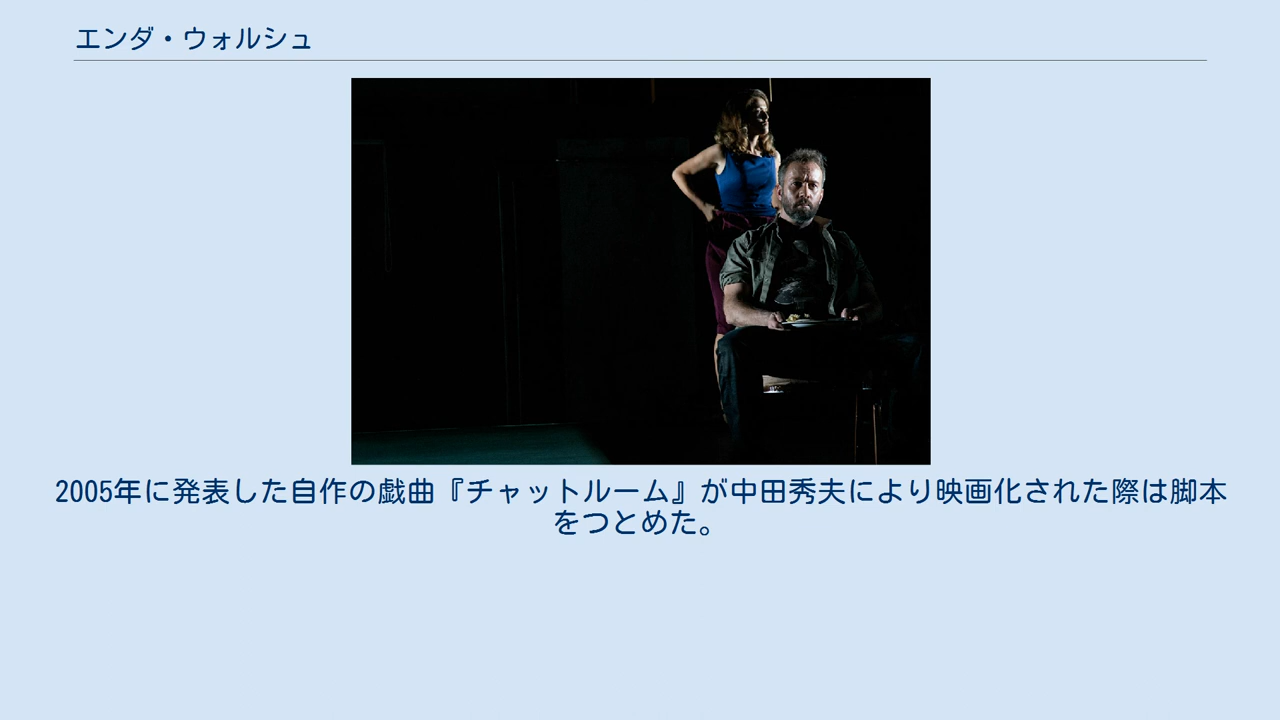 エンダ・ウォルシュ
2005年に発表した自作の戯曲『チャットルーム』が中田秀夫により映画化された際は脚本
をつとめた。